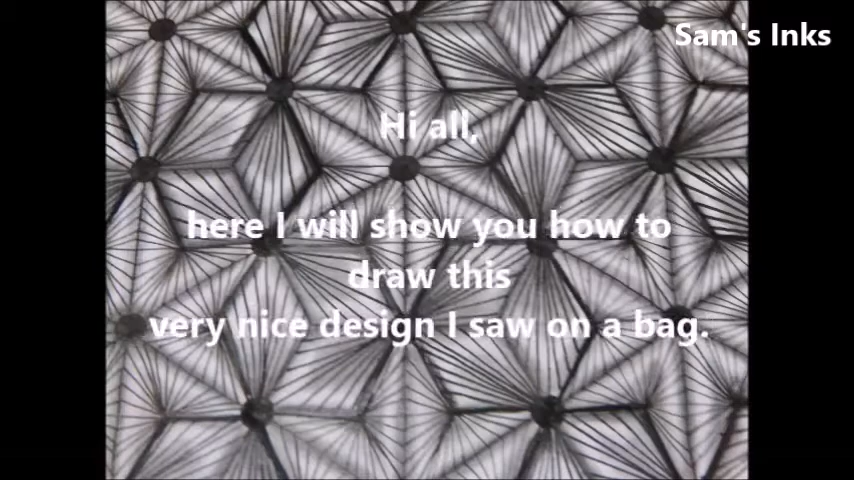 Sam's Inks
Hi all,
here I will show you how to
draw this
very nice design I saw on a bag.